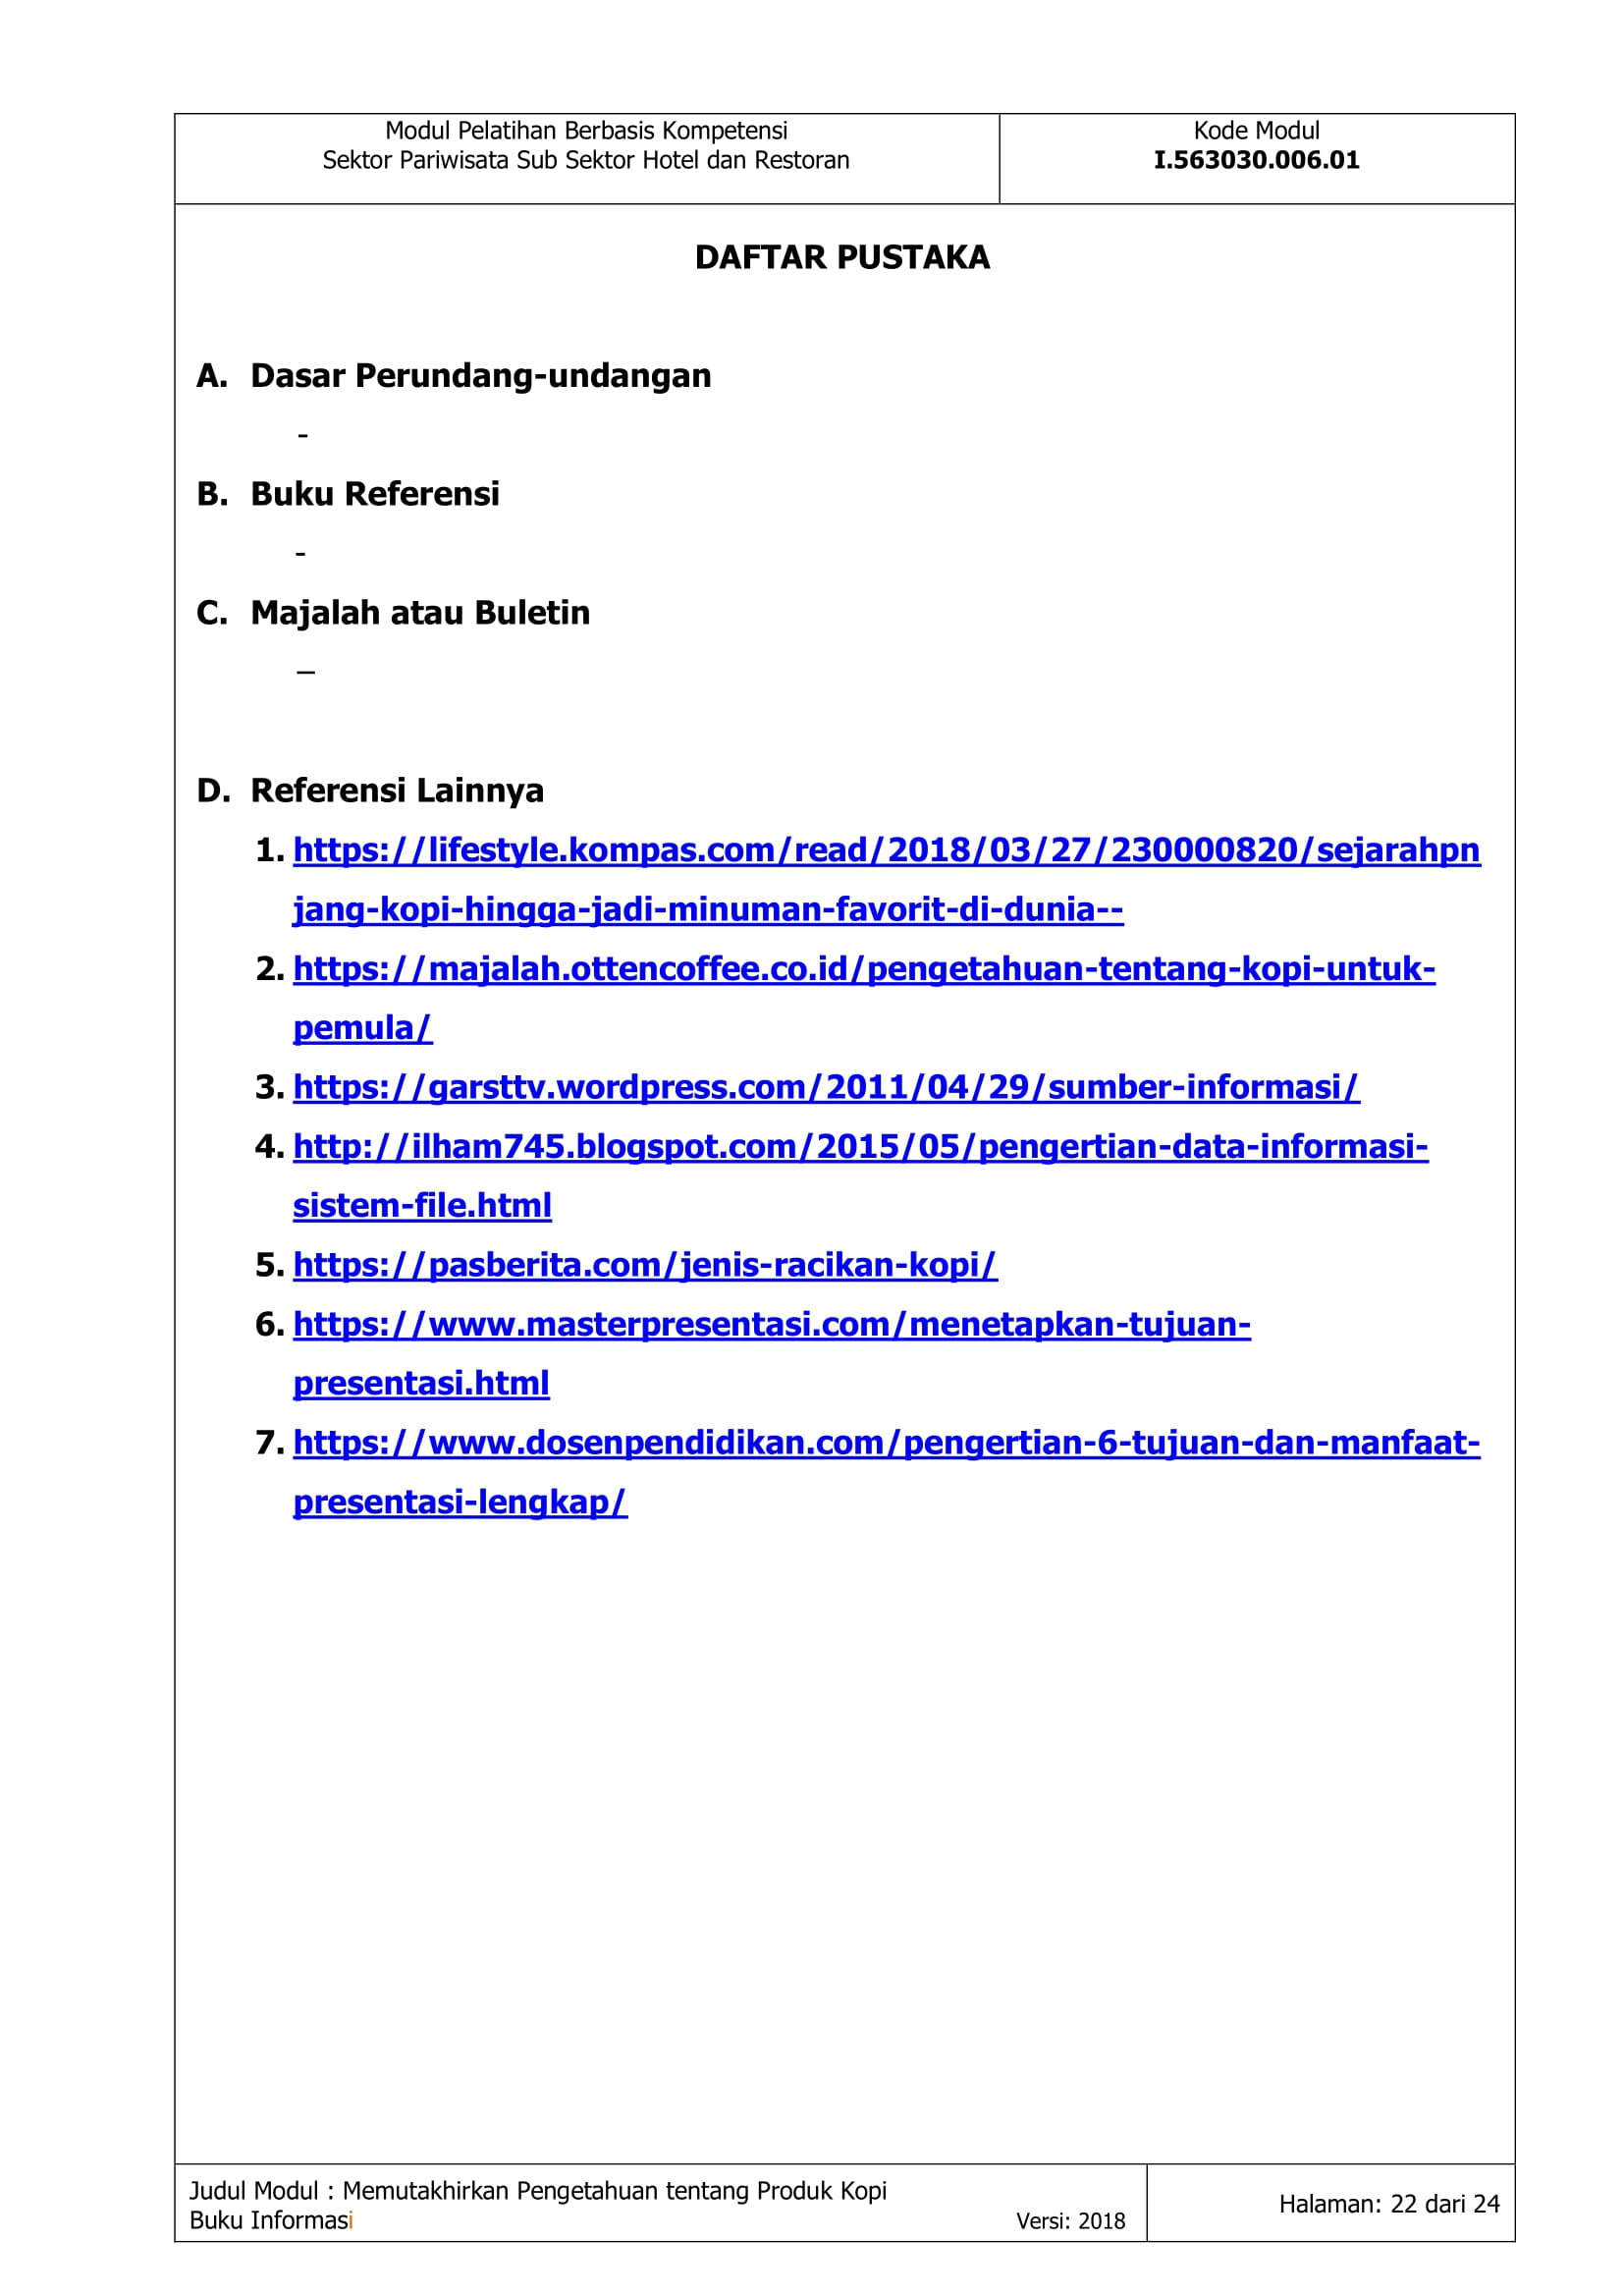 Modul Pelatihan Berbasis Kompetensi
Sektor Pariwisata Sub Sektor Hotel dan Restoran
Kode Modul
I.563030.006.01
DAFTAR PUSTAKA
A. Dasar Perundang-undangan
-
B. Buku Referensi
-
C. Majalah atau Buletin
–
D. Referensi Lainnya
1. https://lifestyle.kompas.com/read/2018/03/27/230000820/sejarahpn
jang-kopi-hingga-jadi-minuman-favorit-di-dunia--
2. https://majalah.ottencoffee.co.id/pengetahuan-tentang-kopi-untuk-
pemula/
3. https://garsttv.wordpress.com/2011/04/29/sumber-informasi/
4. http://ilham745.blogspot.com/2015/05/pengertian-data-informasi-
sistem-file.html
5. https://pasberita.com/jenis-racikan-kopi/
6. https://www.masterpresentasi.com/menetapkan-tujuan-
presentasi.html
7. https://www.dosenpendidikan.com/pengertian-6-tujuan-dan-manfaat-
presentasi-lengkap/
Judul Modul : Memutakhirkan Pengetahuan tentang Produk Kopi
Buku Informasi
Versi: 2018
Halaman: 22 dari 24